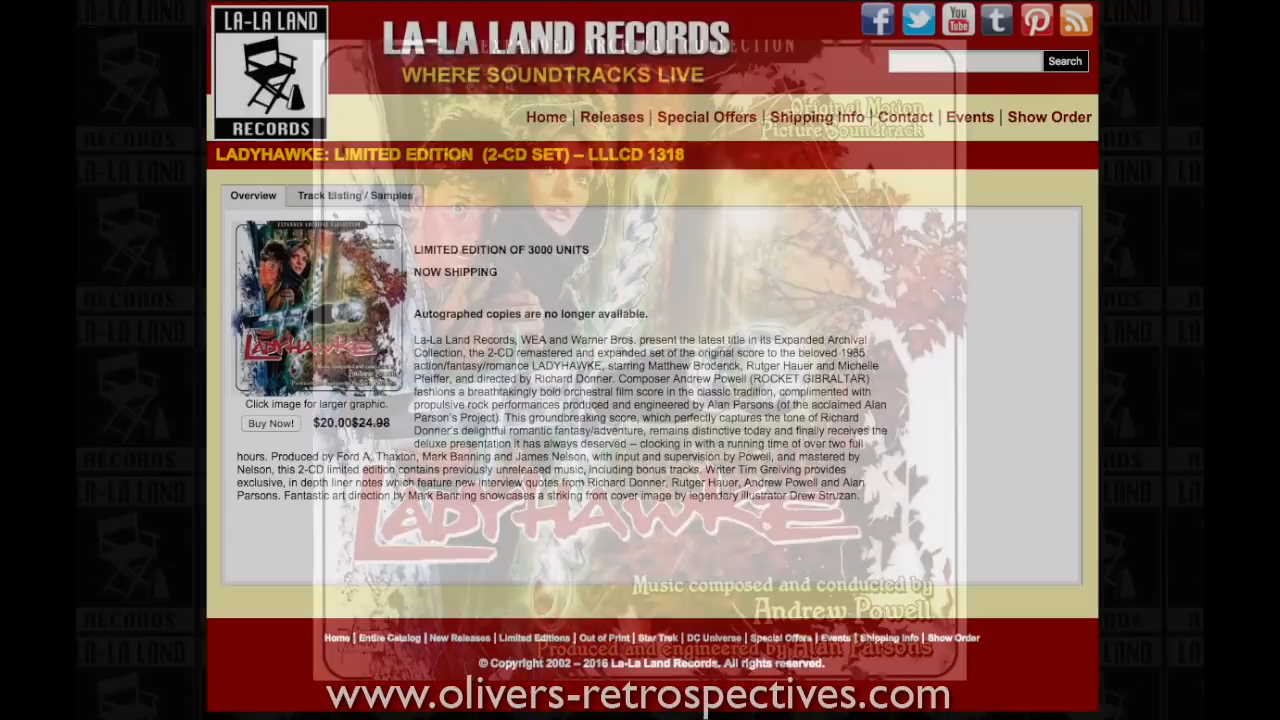 LA-LA LAND
RECORDS
LA-LA LAND RECORDS
WHERE SOUNDTRACKS LIVE
You
Tube
Search
EXPANDED ARCHIVAL COLLECTION
Original Motion
Picture Soundtrack
Home | Releases | Special Offers | Shipping Info | Contact | Events | Show Order
LADYHAWKE: LIMITED EDITION (2-CD SET) – LLLCD 1318
Overview
Track Listing / Samples
EXPANDED ARCHIVAL COLLECTION
LADYHAWKE
LIMITED EDITION OF 3000 UNITS
NOW SHIPPING
Autographed copies are no longer available.
La-La Land Records, WEA and Warner Bros. present the latest title in its Expanded Archival
Collection, the 2-CD remastered and expanded set of the original score to the beloved 1985
action/fantasy/romance LADYHAWKE, starring Matthew Broderick, Rutger Hauer and Michelle
Pfeiffer, and directed by Richard Donner. Composer Andrew Powell (ROCKET GIBRALTAR)
fashions a breathtakingly bold orchestral film score in the classic tradition, complimented with
propulsive rock performances produced and engineered by Alan Parsons (of the acclaimed Alan
Parson's Project). This groundbreaking score, which perfectly captures the tone of Richard
Donner's delightful romantic fantasy/adventure, remains distinctive today and finally receives the
deluxe presentation it has always deserved – clocking in with a running time of over two full
hours. Produced by Ford A. Thaxton, Mark Banning and James Nelson, with input and supervision by Powell, and mastered by
Nelson, this 2-CD limited edition contains previously unreleased music, including bonus tracks. Writer Tim Greiving provides
exclusive, in depth liner notes which feature new interview quotes from Richard Donner, Rutger Hauer, Andrew Powell and Alan
Parsons. Fantastic art direction by Mark Banning showcases a striking front cover image by legendary illustrator Drew Struzan.
Click image for larger graphic.
Buy Now! $20.00$24.98
LADYHAWKE
Music composed and conducted by
Andrew Powell
Produced and engineered by Alan Parsons
Home | Entire Catalog | New Releases | Limited Editions | Out of Print | Star Trek | DC Universe | Special Offers | Events | Shipping Info | Show Order
© Copyright 2002 – 2016 La-La Land Records. All rights reserved.
www.olivers-retrospectives.com